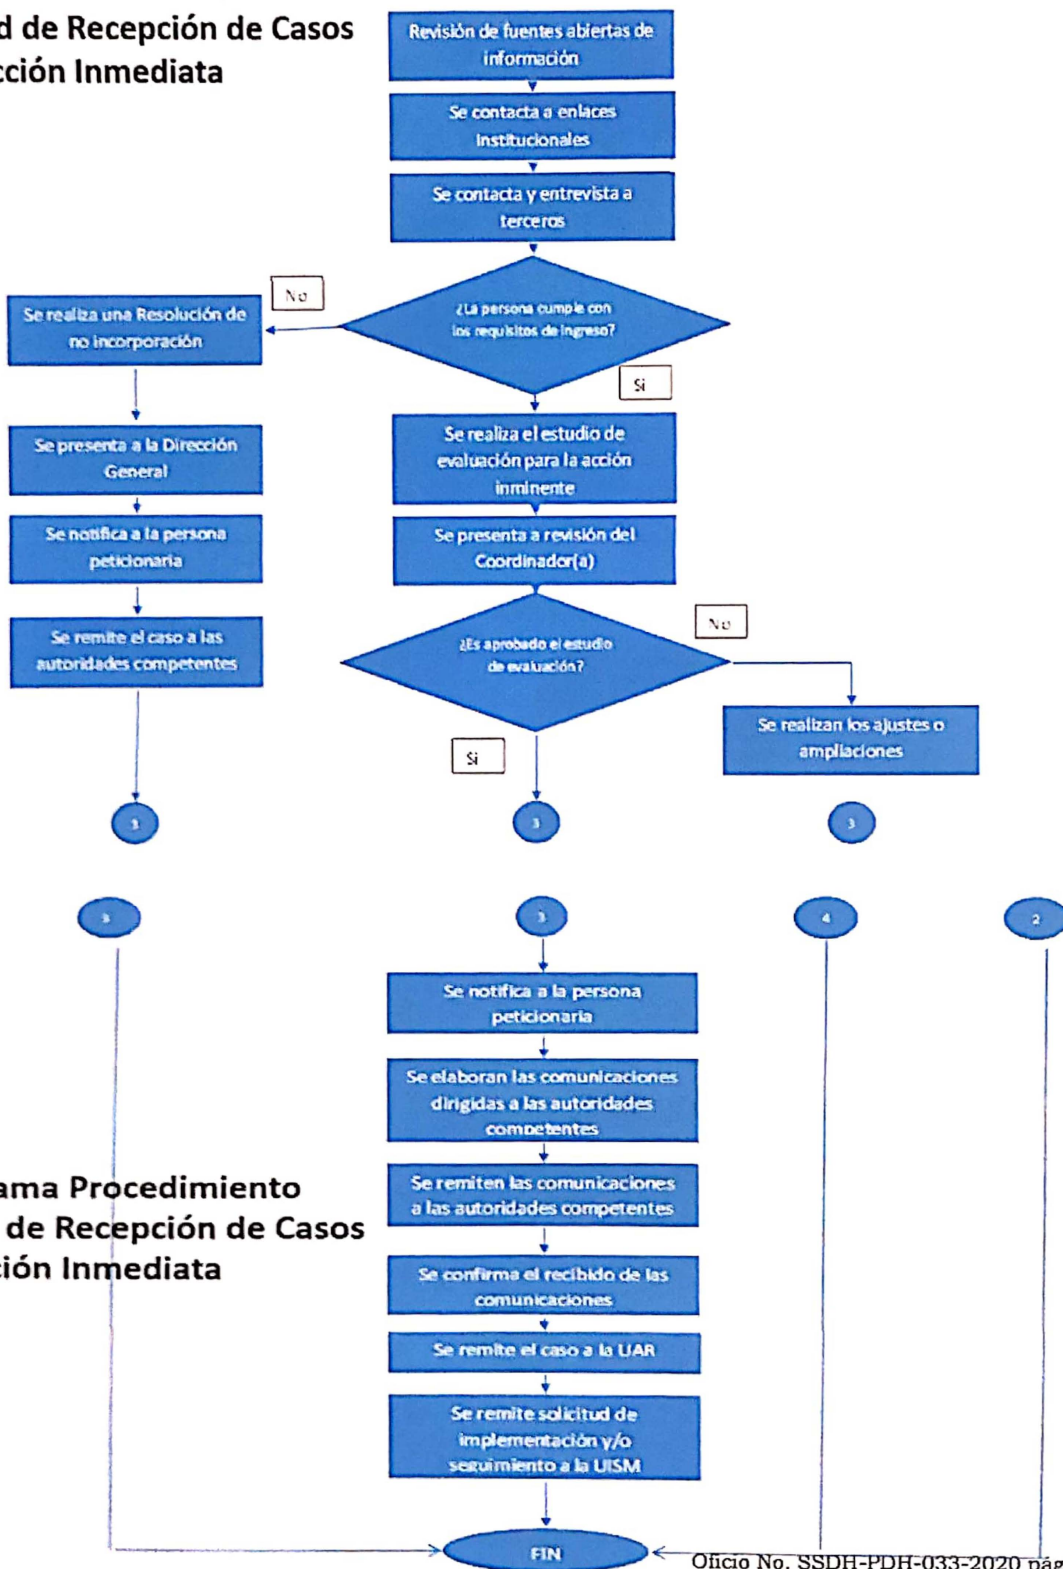 d de Recepción de Casos
cción Inmediata
Revisión de fuentes abiertas de
información
Se contacta a enlaces
institucionales
Se contacta y entrevista a
terceros
¿La persona cumple con
los requisitos de ingreso?
No
Si
Se realiza una Resolución de
no incorporación
Se presenta a la Dirección
General
Se notifica a la persona
peticionaria
Se remite el caso a las
autoridades competentes
Se realiza el estudio de
evaluación para la acción
inminente
Se presenta a revisión del
Coordinador(a)
¿Es aprobado el estudio
de evaluación?
No
Si
Se realizan los ajustes o
ampliaciones
3
3
3
3
4
2
Se notifica a la persona
peticionaria
Se elaboran las comunicaciones
dirigidas a las autoridades
competentes
Se remiten las comunicaciones
a las autoridades competentes
ama Procedimiento
de Recepción de Casos
ción Inmediata
Se confirma el recibido de las
comunicaciones
Se remite el caso a la UAR
Se remite solicitud de
implementación y/o
seguimiento a la UISM
FIN
Oficio No. SSDH-PDH-033-2020 pág